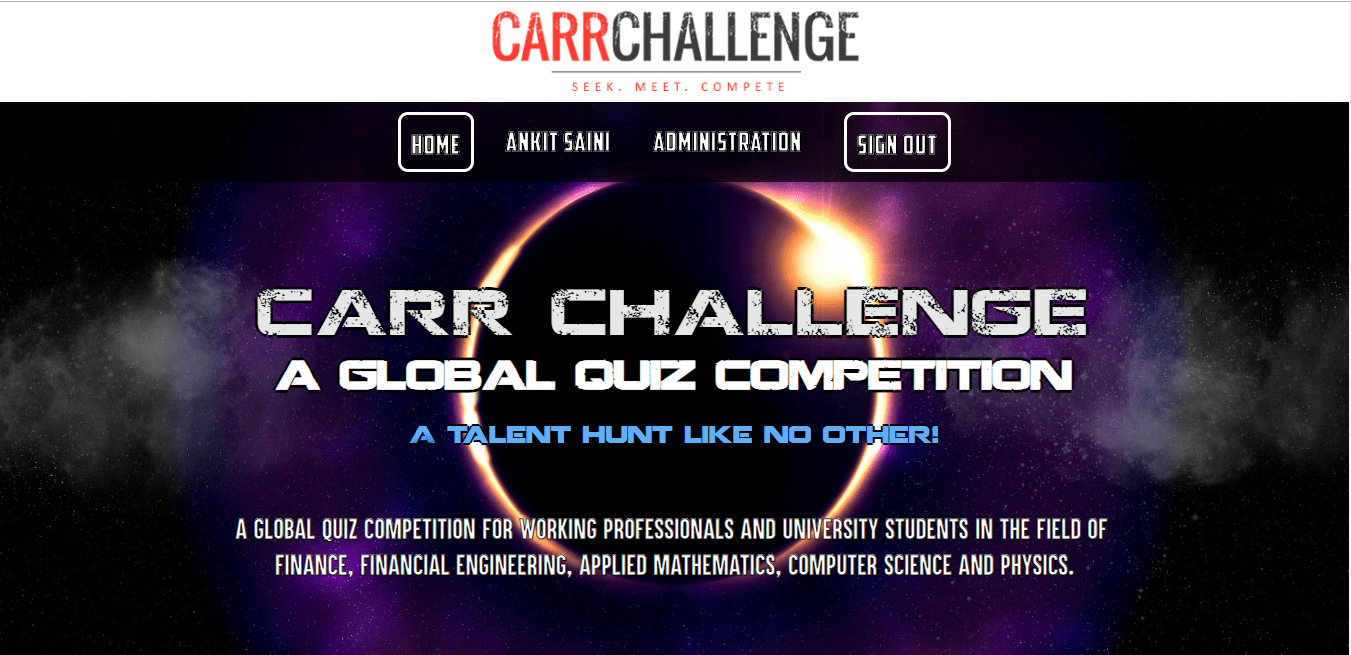 CARRCHALLENGE
SEEK. MEET. COMPETE
HOME
ANKIT SAINI
ADMINISTRATION
SIGN OUT
CARR CHALLENGE
A GLOBAL QUIZ COMPETITION
A TALENT HUNT LIKE NO OTHER!
A GLOBAL QUIZ COMPETITION FOR WORKING PROFESSIONALS AND UNIVERSITY STUDENTS IN THE FIELD OF
FINANCE, FINANCIAL ENGINEERING, APPLIED MATHEMATICS, COMPUTER SCIENCE AND PHYSICS.